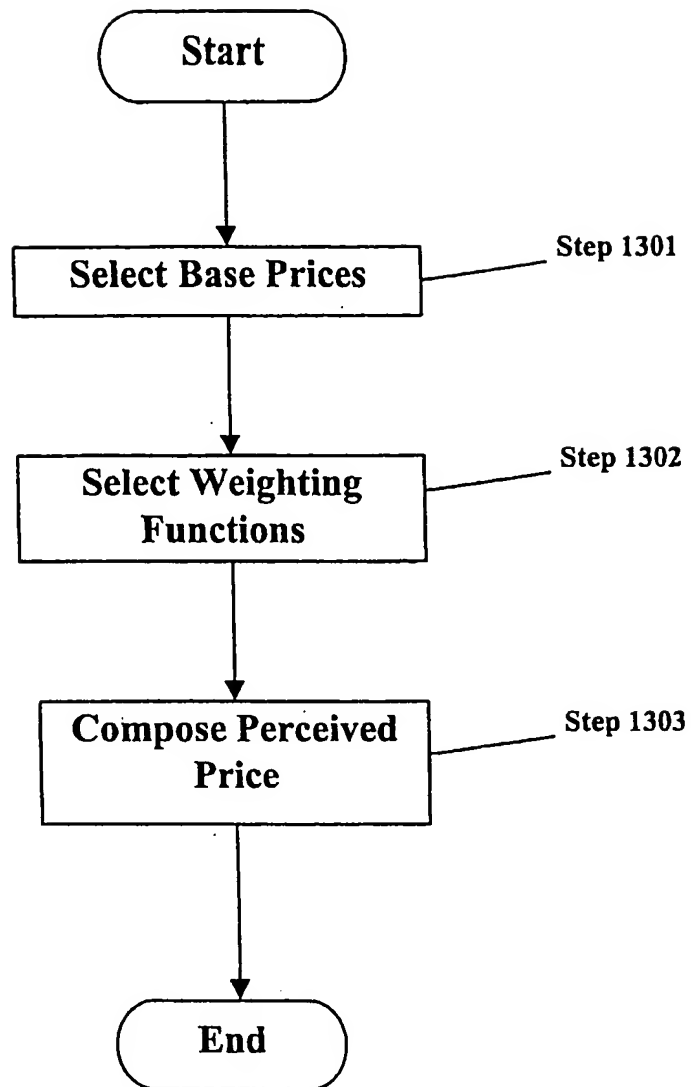 Start
Select Base Prices
Step 1301
Select Weighting
Functions
Step 1302
Compose Perceived
Price
Step 1303
End